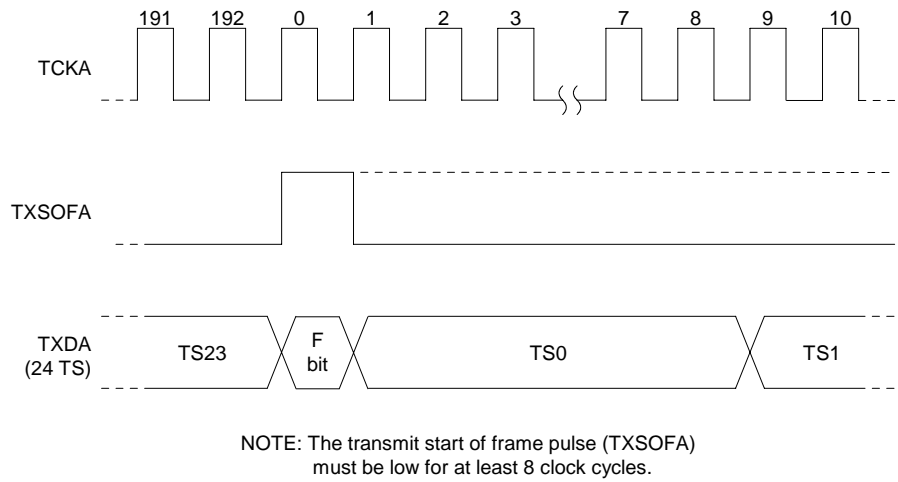 191 192 0 1 2 3 7 8 9 10
TCKA
TXSOFA
TXDA
(24 TS)
TS23
F
bit
TS0
TS1
NOTE: The transmit start of frame pulse (TXSOFA)
must be low for at least 8 clock cycles.